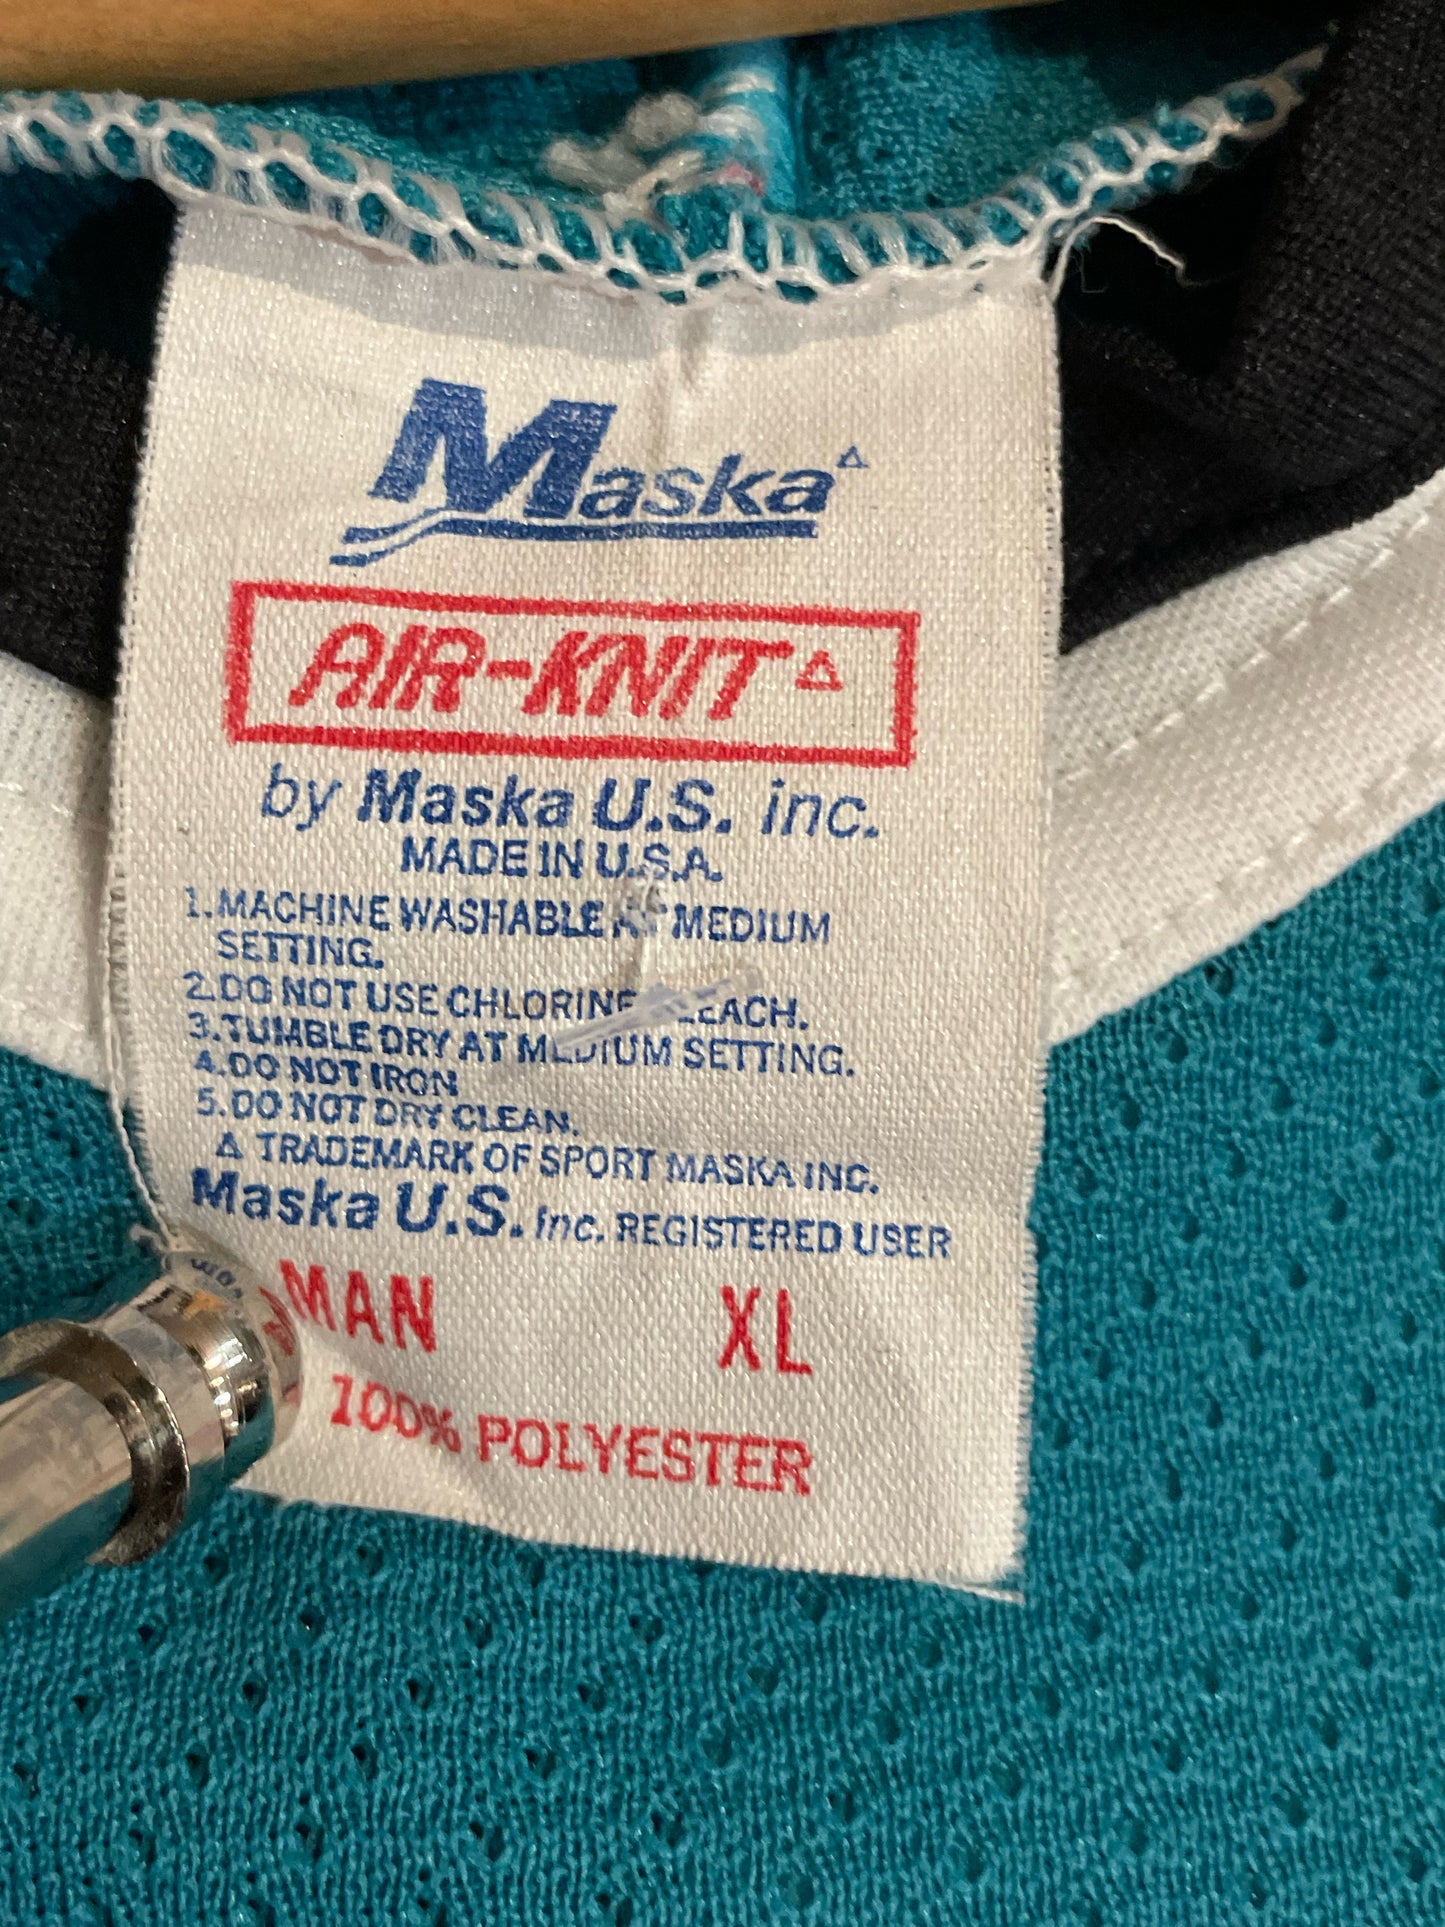 Maska△
AIR-KNIT△
by Maska U.S. inc.
MADE IN U.S.A.
1.MACHINE WASHABLE AT MEDIUM
SETTING.
2.DO NOT USE CHLORINE BLEACH.
3.TUMBLE DRY AT MEDIUM SETTING.
4.DO NOT IRON
5.DO NOT DRY CLEAN.
△ TRADEMARK OF SPORT MASKA INC.
Maska U.S. Inc. REGISTERED USER
MAN XL
100% POLYESTER